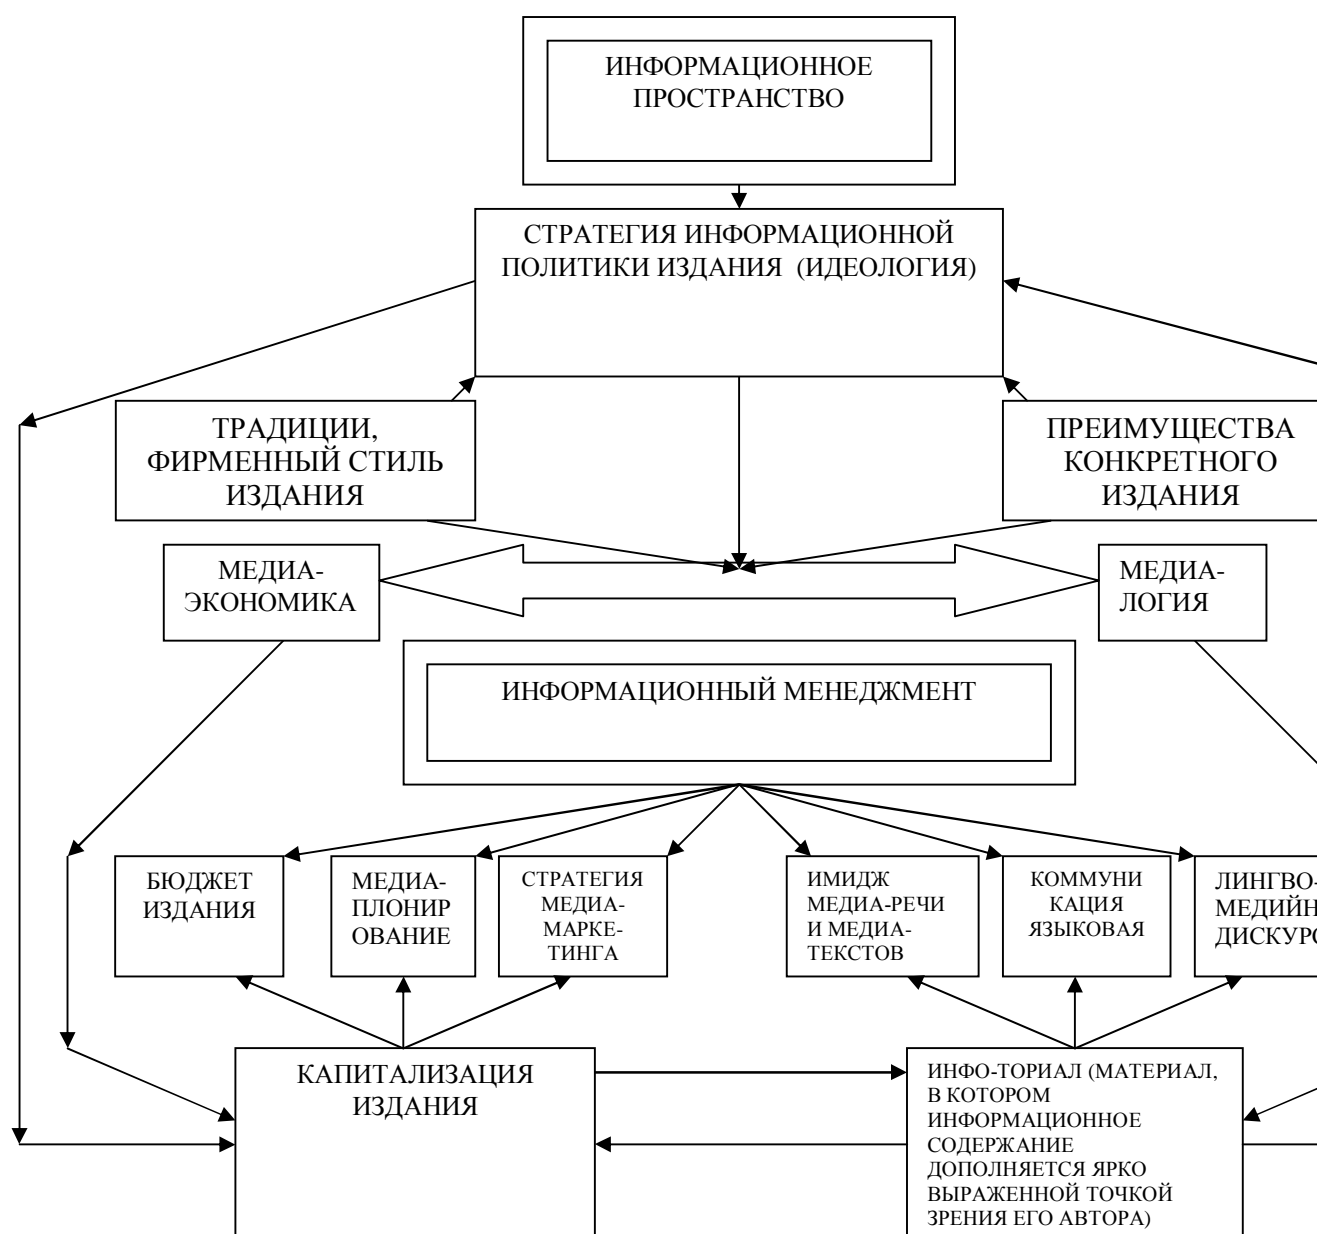 ИНФОРМАЦИОННОЕ
ПРОСТРАНСТВО
СТРАТЕГИЯ ИНФОРМАЦИОННОЙ
ПОЛИТИКИ ИЗДАНИЯ (ИДЕОЛОГИЯ)
ТРАДИЦИИ,
ФИРМЕННЫЙ СТИЛЬ
ИЗДАНИЯ
ПРЕИМУЩЕСТВА
КОНКРЕТНОГО
ИЗДАНИЯ
МЕДИА-
ЭКОНОМИКА
МЕДИА-
ЛОГИЯ
ИНФОРМАЦИОННЫЙ МЕНЕДЖМЕНТ
БЮДЖЕТ
ИЗДАНИЯ
МЕДИА-
ПЛОНИР
ОВАНИЕ
СТРАТЕГИЯ
МЕДИА-
МАРКЕ-
ТИНГА
ИМИДЖ
МЕДИА-РЕЧИ
И МЕДИА-
ТЕКСТОВ
КОММУНИ
КАЦИЯ
ЯЗЫКОВАЯ
ЛИНГВО-
МЕДИЙН
ДИСКУРС
КАПИТАЛИЗАЦИЯ
ИЗДАНИЯ
ИНФО-ТОРИАЛ (МАТЕРИАЛ,
В КОТОРОМ
ИНФОРМАЦИОННОЕ
СОДЕРЖАНИЕ
ДОПОЛНЯЕТСЯ ЯРКО
ВЫРАЖЕННОЙ ТОЧКОЙ
ЗРЕНИЯ ЕГО АВТОРА)